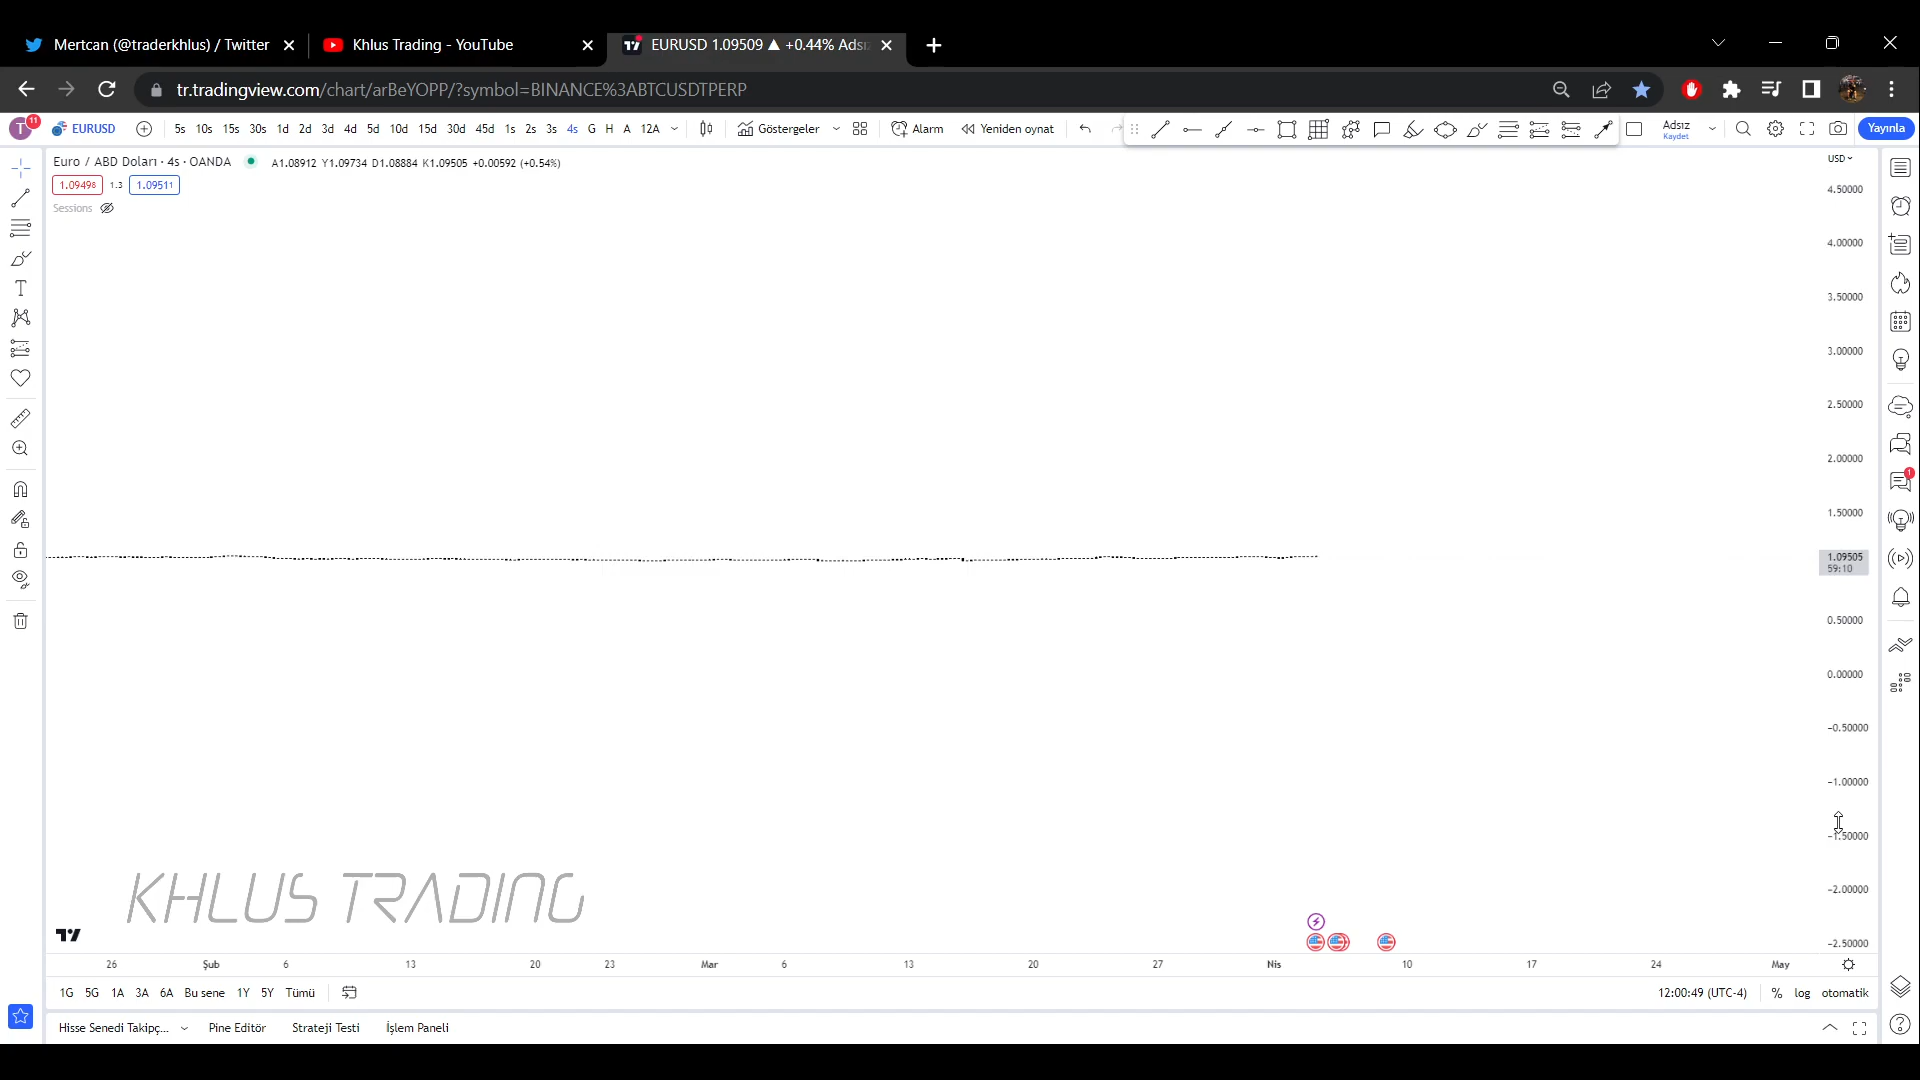 Mertcan (@traderkhlus) / Twitter
Khlus Trading - YouTube
EURUSD 1.09509 ▲ +0.44% Adsı
tr.tradingview.com/chart/arBeYOPP/?symbol=BINANCE%3ABTCUSDTPERP
T 11 EURUSD 5s 10s 15s 30s 1d 2d 3d 4d 5d 10d 15d 30d 45d 1s 2s 3s 4s G H A 12A Göstergeler Alarm Yeniden oynat Adsız Yayınla
Kaydet
Euro / ABD Doları · 4s · OANDA A1.08912 Y1.09734 D1.08884 K1.09505 +0.00592 (+0.54%)
1.09498 1.3 1.09511
Sessions
USD
4.50000
4.00000
3.50000
3.00000
2.50000
2.00000
1.50000
1.09505
59:10
0.50000
0.00000
-0.50000
-1.00000
-1.50000
-2.00000
-2.50000
1
KHLUS TRADING
26 Şub 6 13 20 23 Mar 6 13 20 27 Nis 10 17 24 May
1G 5G 1A 3A 6A Bu sene 1Y 5Y Tümü 12:00:49 (UTC-4) % log otomatik
Hisse Senedi Takipç... Pine Editör Strateji Testi İşlem Paneli